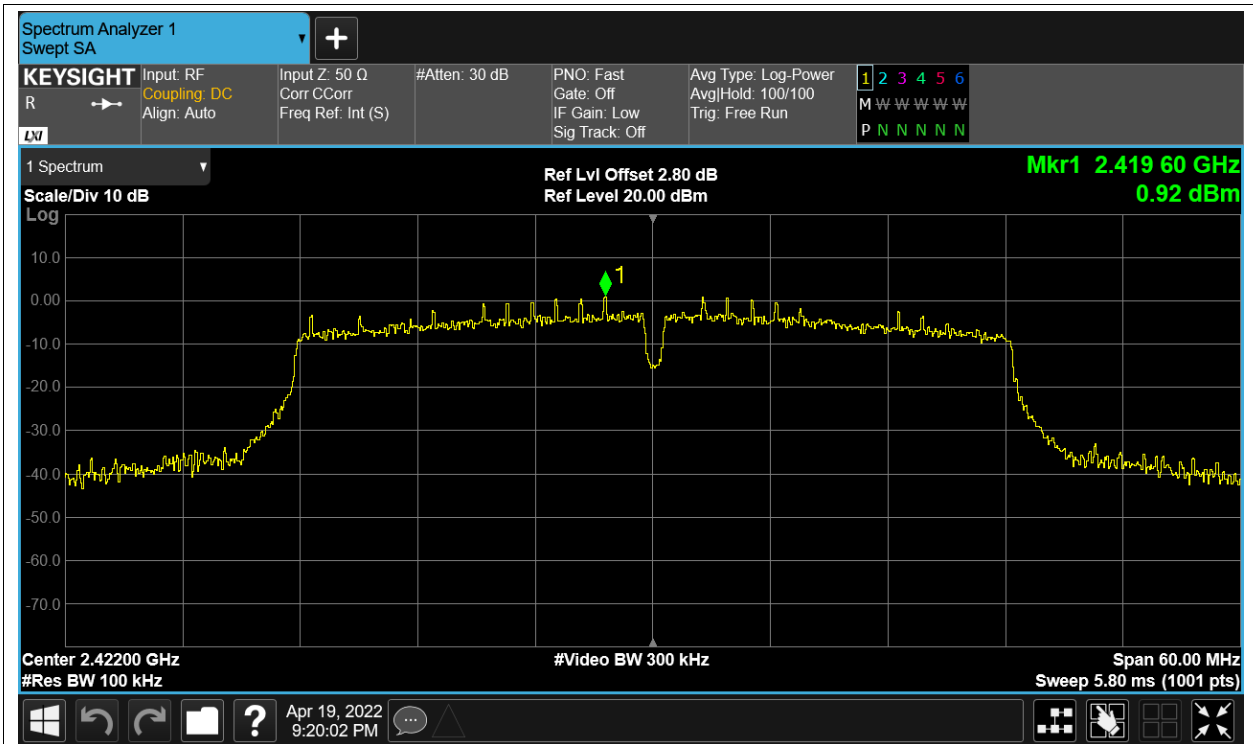 Spectrum Analyzer 1
Swept SA
KEYSIGHT
R
LXI
Input: RF
Coupling: DC
Align: Auto
Input Z: 50 Ω
Corr CCorr
Freq Ref: Int (S)
#Atten: 30 dB
PNO: Fast
Gate: Off
IF Gain: Low
Sig Track: Off
Avg Type: Log-Power
Avg|Hold: 100/100
Trig: Free Run
1 2 3 4 5 6
M W W W W W
P N N N N N
1 Spectrum
Scale/Div 10 dB
Log
Ref Lvl Offset 2.80 dB
Ref Level 20.00 dBm
Mkr1 2.419 60 GHz
0.92 dBm
1
10.0
0.00
-10.0
-20.0
-30.0
-40.0
-50.0
-60.0
-70.0
Center 2.42200 GHz
#Res BW 100 kHz
#Video BW 300 kHz
Span 60.00 MHz
Sweep 5.80 ms (1001 pts)
?
Apr 19, 2022
9:20:02 PM